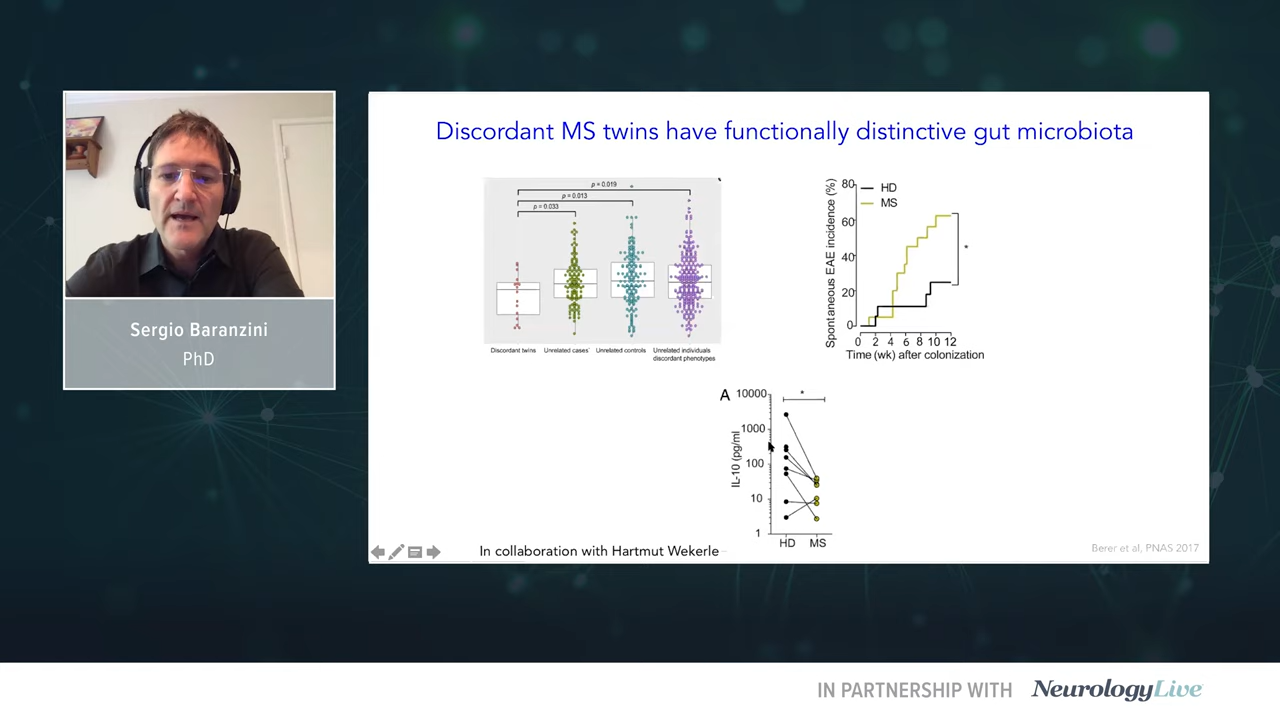 Sergio Baranzini
PhD
Discordant MS twins have functionally distinctive gut microbiota
p = 0.019
p = 0.013
p = 0.033
Discordant twins
Unrelated cases
Unrelated controls
Unrelated individuals
discordant phenotypes
Spontaneous EAE incidence (%)
80
60
40
20
0
HD
MS
*
0 2 4 6 8 10 12
Time (wk) after colonization
A
IL-10 (pg/ml
10000
1000
100
10
1
*
HD MS
In collaboration with Hartmut Wekerle
Berer et al, PNAS 2017
IN PARTNERSHIP WITH NeurologyLive